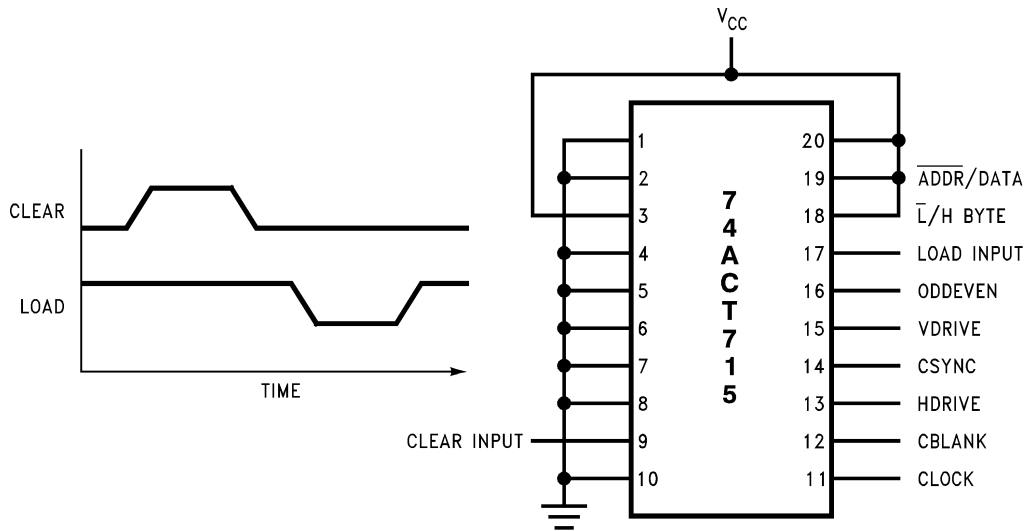 CLEAR
LOAD
TIME
V_CC
1
2
3
4
5
6
7
8
CLEAR INPUT 9
10
74ACT715
20
19 A̅D̅D̅R̅/DATA
18 L̅/H BYTE
17 LOAD INPUT
16 ODDEVEN
15 VDRIVE
14 CSYNC
13 HDRIVE
12 CBLANK
11 CLOCK